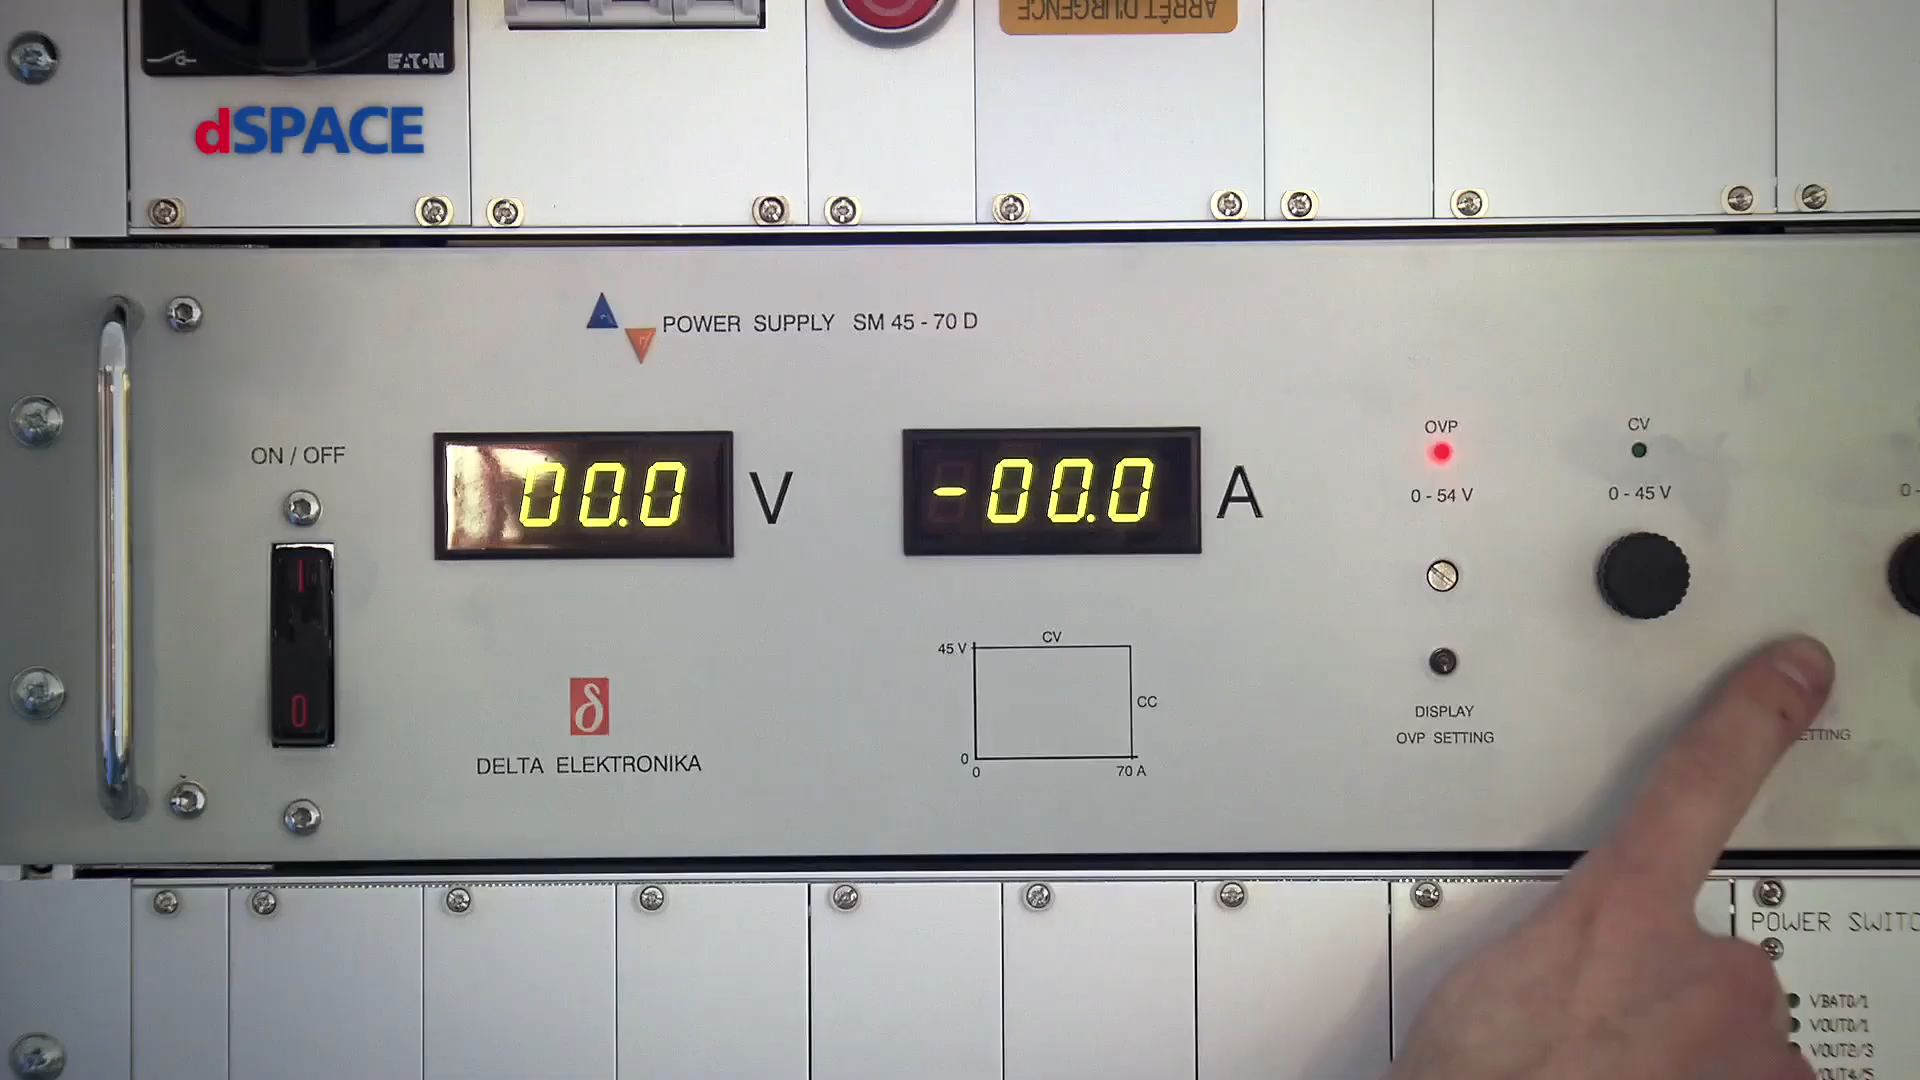 ARRÊT D'URGENCE
EATON
dSPACE
POWER SUPPLY SM 45 - 70 D
ON / OFF
00.0 V
-00.0 A
OVP
0 - 54 V
CV
0 - 45 V
0 -
I
0
CV
45 V
CC
0
0
70 A
δ
DELTA ELEKTRONIKA
DISPLAY
OVP SETTING
ETTING
POWER SWITC
VBAT0/1
VOUT0/1
VOUT2/3
VOUT4/5